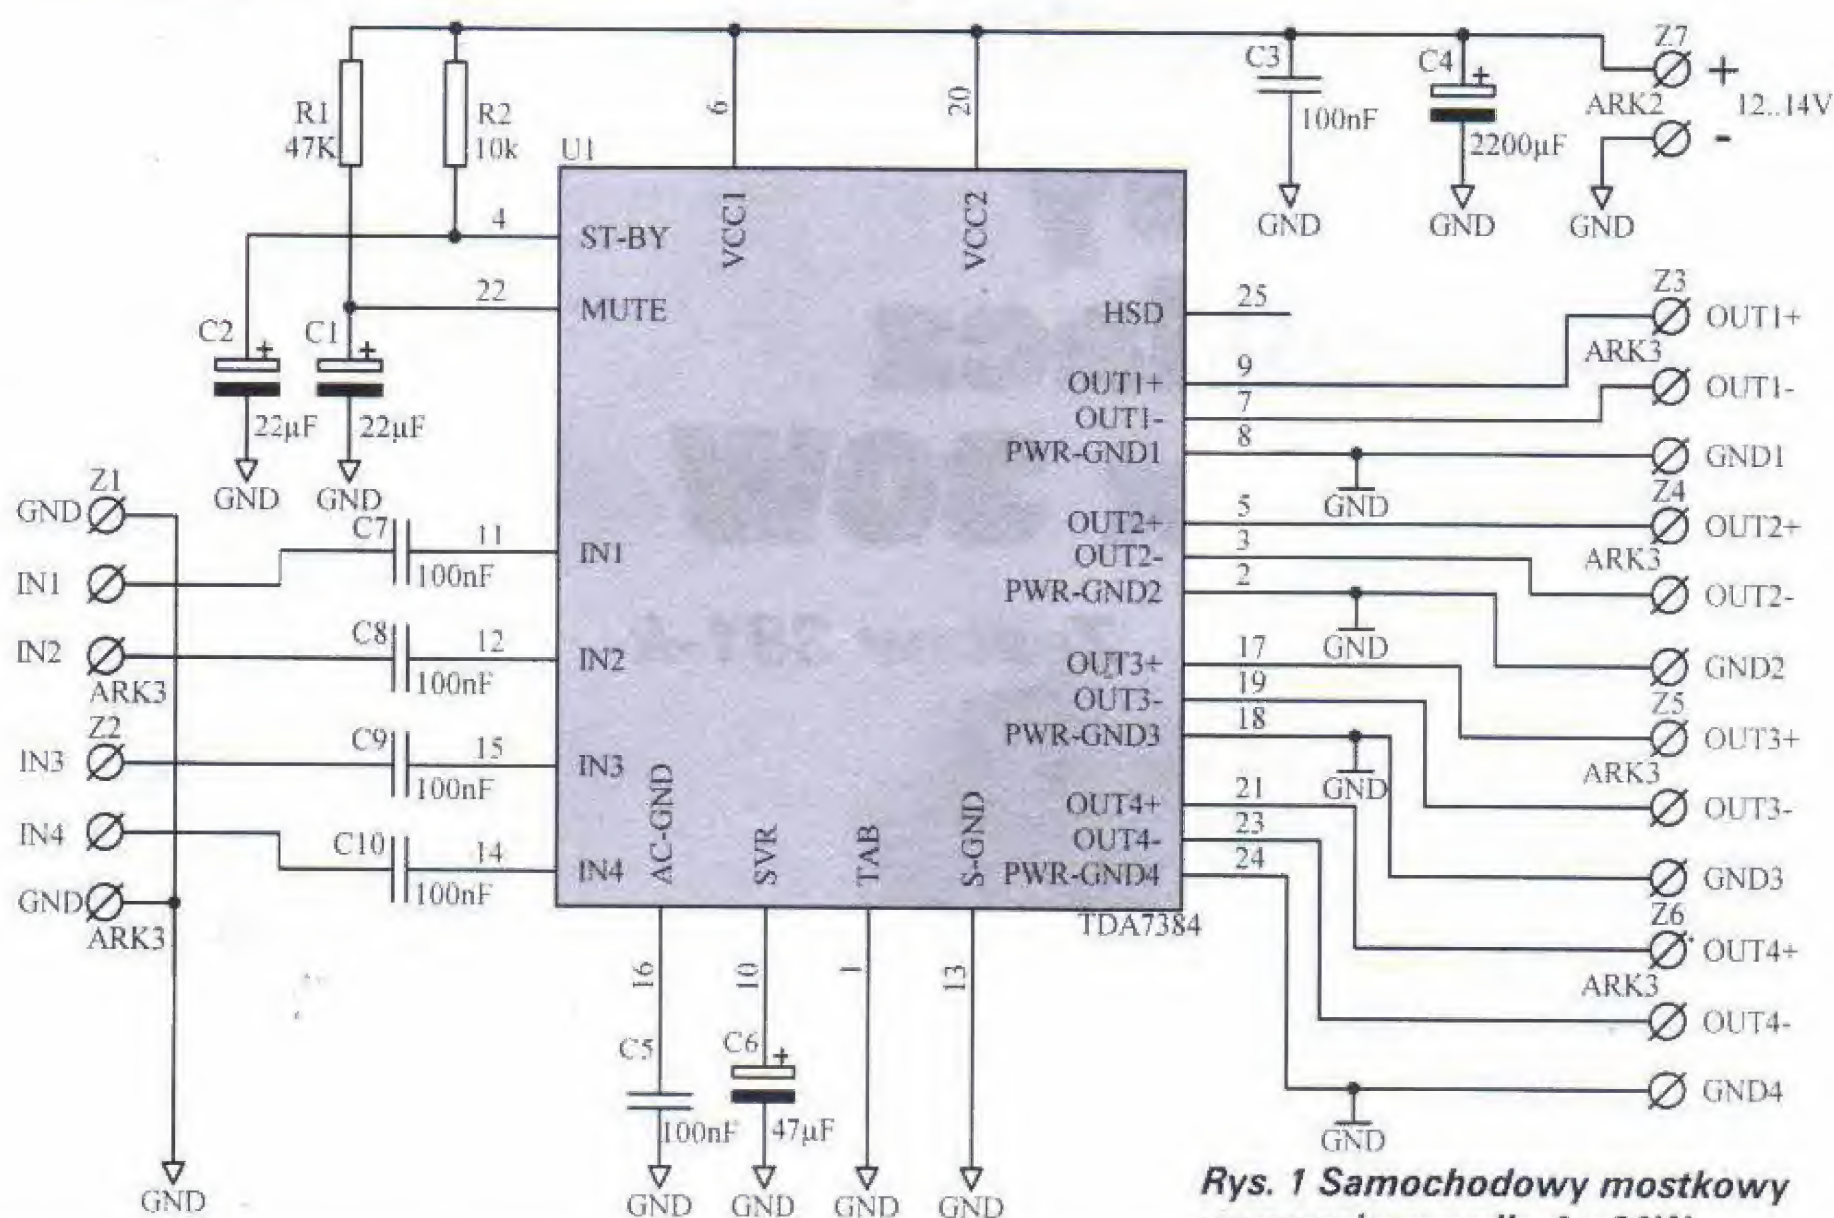 Z7
+
C3
C4
+
ARK2
12..14V
100nF
2200µF
-
R1
47K
R2
10k
6
20
U1
GND
GND
GND
4
ST-BY
VCC1
VCC2
22
MUTE
HSD
25
Z3
OUT1+
C2
+
C1
+
ARK3
22µF
22µF
OUT1+
9
OUT1-
OUT1-
7
PWR-GND1
8
GND1
GND
GND
GND
Z1
GND
Z4
C7
11
IN1
100nF
IN1
OUT2+
5
OUT2+
OUT2-
3
ARK3
PWR-GND2
2
OUT2-
GND
IN2
C8
12
IN2
ARK3
100nF
OUT3+
17
GND2
OUT3-
19
Z5
Z2
PWR-GND3
18
OUT3+
IN3
C9
15
IN3
100nF
GND
ARK3
OUT4+
21
OUT3-
IN4
C10
14
IN4
100nF
OUT4-
23
PWR-GND4
24
GND3
AC-GND
SVR
TAB
S-GND
GND
ARK3
TDA7384
Z6
OUT4+
16
10
1
13
ARK3
OUT4-
C5
C6
+
100nF
47µF
GND4
GND
GND
GND
GND
GND
GND
Rys. 1 Samochodowy mostkowy